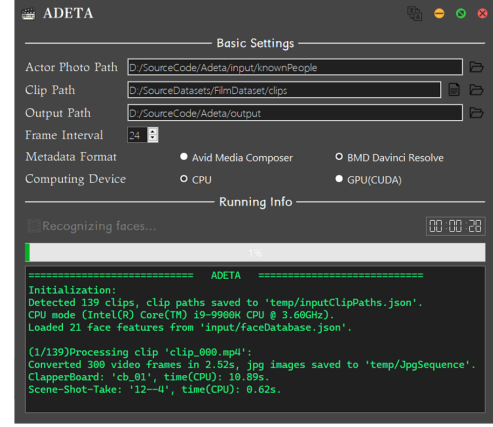 ADETA
Basic Settings
Actor Photo Path D:/SourceCode/Adeta/input/knownPeople
Clip Path D:/SourceDatasets/FilmDataset/clips
Output Path D:/SourceCode/Adeta/output
Frame Interval 24
Metadata Format Avid Media Composer BMD Davinci Resolve
Computing Device CPU GPU(CUDA)
Running Info
Recognizing faces... 00:00:28
1%
============================ ADETA ============================
Initialization:
Detected 139 clips, clip paths saved to 'temp/inputClipPaths.json'.
CPU mode (Intel(R) Core(TM) i9-9900K CPU @ 3.60GHz).
Loaded 21 face features from 'input/faceDatabase.json'.
(1/139)Processing clip 'clip_000.mp4':
Converted 300 video frames in 2.52s, jpg images saved to 'temp/JpgSequence'.
ClapperBoard: 'cb_01', time(CPU): 10.89s.
Scene-Shot-Take: '12--4', time(CPU): 0.62s.